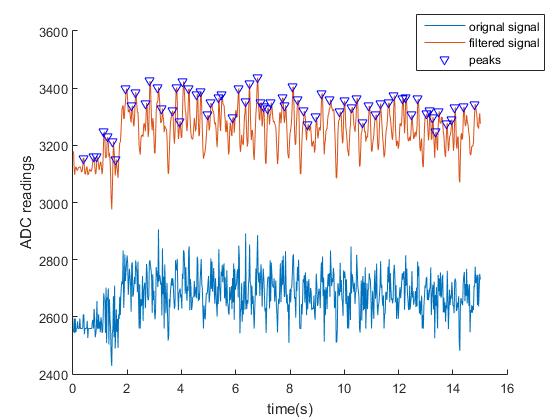 orignal signal
filtered signal
peaks
3600
3400
3200
3000
2800
2600
2400
ADC readings
0 2 4 6 8 10 12 14 16
time(s)